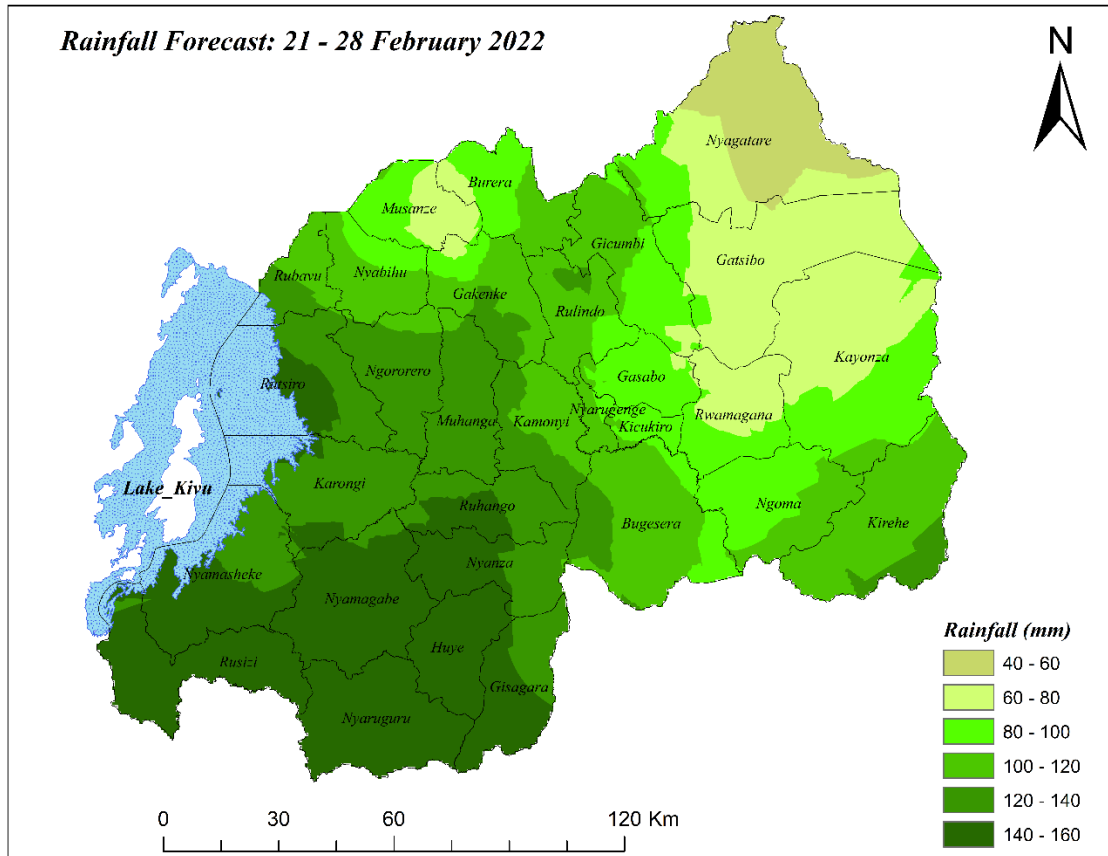 Rainfall Forecast: 21 - 28 February 2022
N
Nyagatare
Burera
Musanze
Gicumbi
Gatsibo
Rubavu
Nyabihu
Gakenke
Rulindo
Kayonza
Rutsiro
Ngororero
Gasabo
Muhanga
Kamonyi
Nyarugenge
Rwamagana
Kicukiro
Lake_Kivu
Karongi
Ruhango
Bugesera
Ngoma
Kirehe
Nyamasheke
Nyanza
Nyamagabe
Huye
Rusizi
Gisagara
Nyaruguru
Rainfall (mm)
40 - 60
60 - 80
80 - 100
100 - 120
120 - 140
140 - 160
0 30 60 120 Km